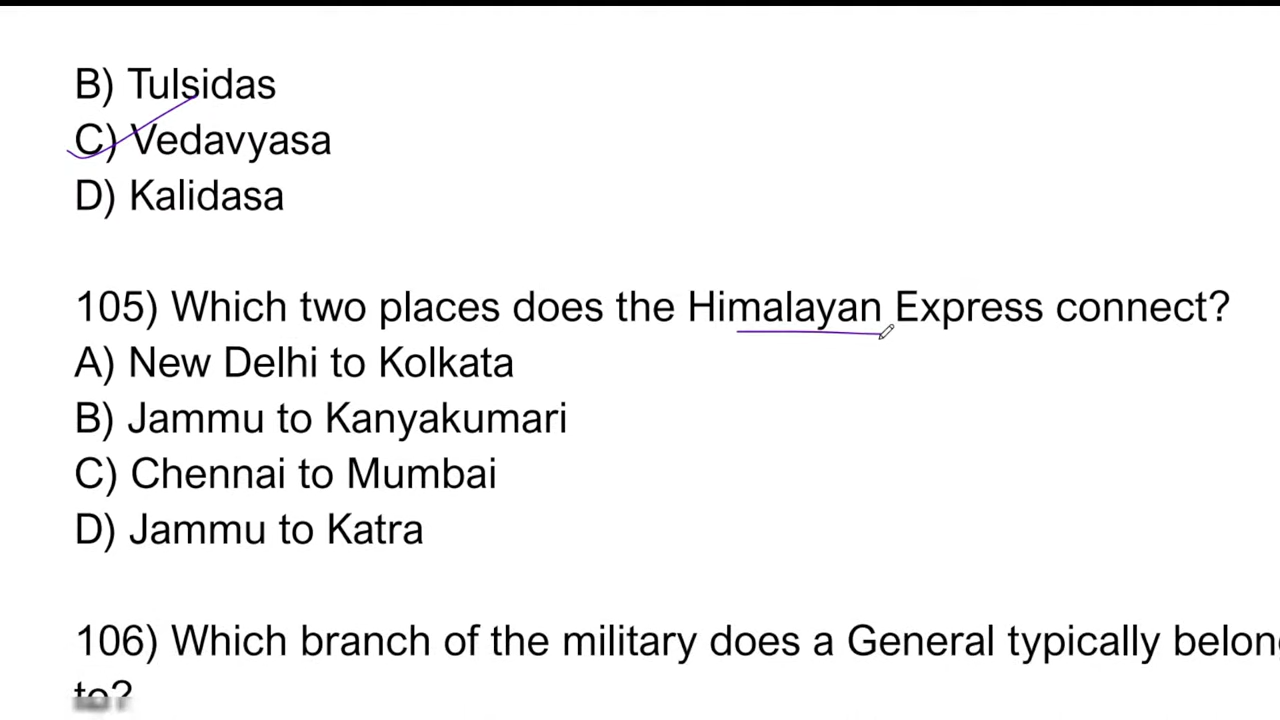 B) Tulsidas
C) Vedavyasa
D) Kalidasa
105) Which two places does the Himalayan Express connect?
A) New Delhi to Kolkata
B) Jammu to Kanyakumari
C) Chennai to Mumbai
D) Jammu to Katra
106) Which branch of the military does a General typically belong
to?